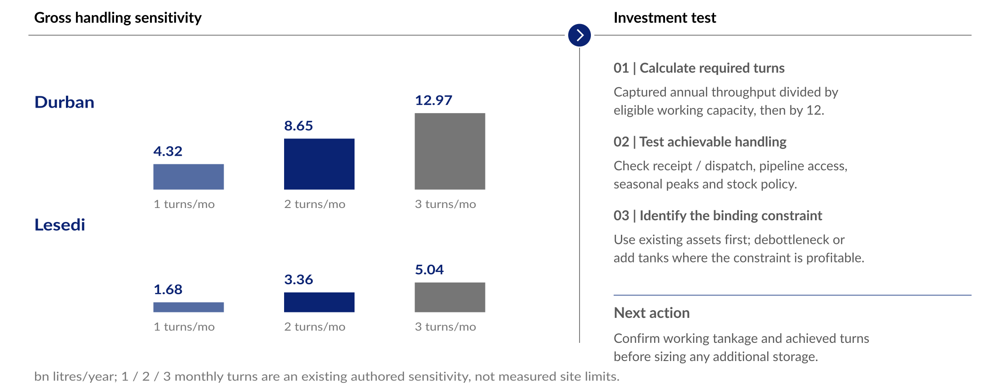 Gross handling sensitivity
Durban
4.32
8.65
12.97
1 turns/mo
2 turns/mo
3 turns/mo
Lesedi
1.68
3.36
5.04
1 turns/mo
2 turns/mo
3 turns/mo
bn litres/year; 1 / 2 / 3 monthly turns are an existing authored sensitivity, not measured site limits.
Investment test
01 | Calculate required turns
Captured annual throughput divided by
eligible working capacity, then by 12.
02 | Test achievable handling
Check receipt / dispatch, pipeline access,
seasonal peaks and stock policy.
03 | Identify the binding constraint
Use existing assets first; debottleneck or
add tanks where the constraint is profitable.
Next action
Confirm working tankage and achieved turns
before sizing any additional storage.